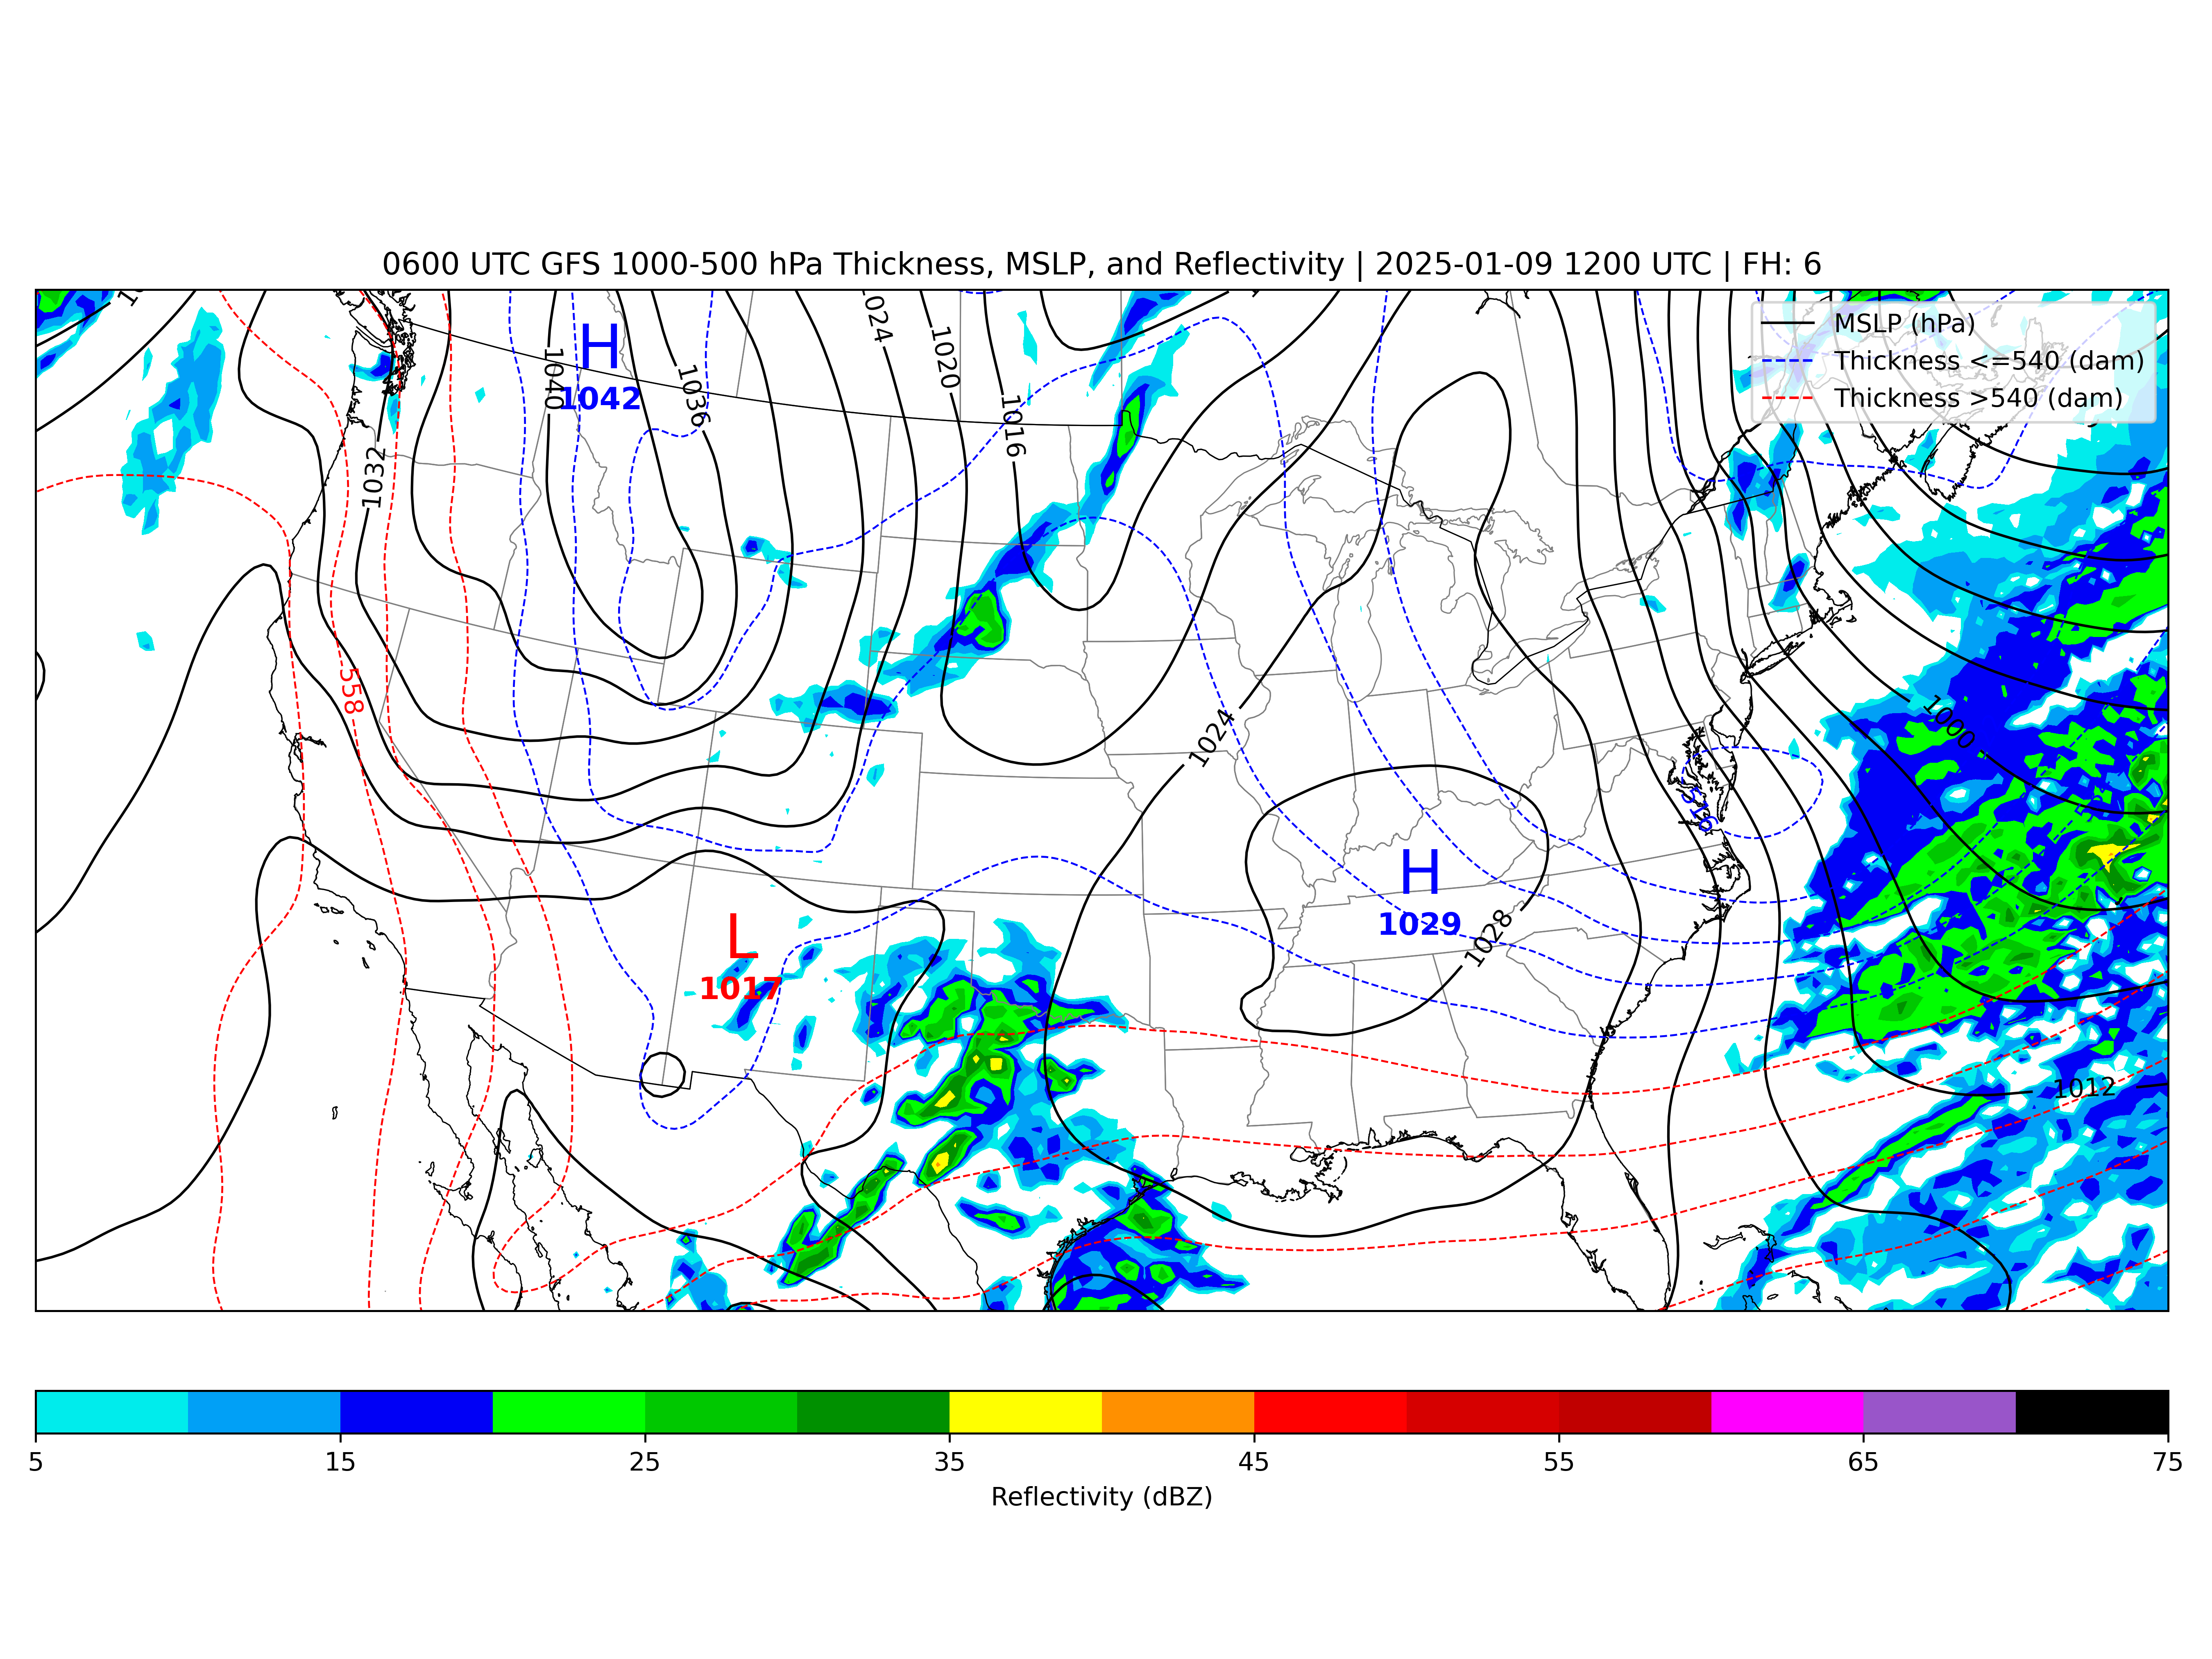 0600 UTC GFS 1000-500 hPa Thickness, MSLP, and Reflectivity | 2025-01-09 1200 UTC | FH: 6
MSLP (hPa)
Thickness <=540 (dam)
Thickness >540 (dam)
1024
1020
1016
1040
1036
H
1042
1032
558
1024
1000
516
H
1029
1028
L
1017
1012
5 15 25 35 45 55 65 75
Reflectivity (dBZ)